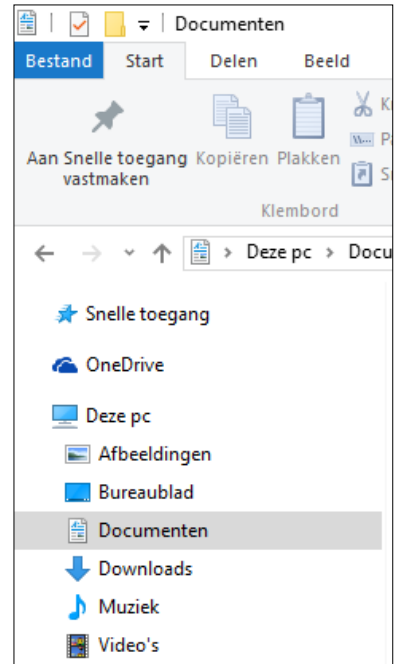 Documenten
Bestand Start Delen Beeld
Aan Snelle toegang vastmaken
Kopiëren Plakken
Klembord
Deze pc
Snelle toegang
OneDrive
Deze pc
Afbeeldingen
Bureaublad
Documenten
Downloads
Muziek
Video's